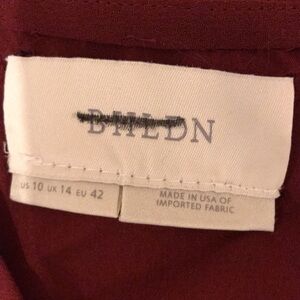 BHLDN
US 10 UK 14 EU 42
MADE IN USA OF
IMPORTED FABRIC